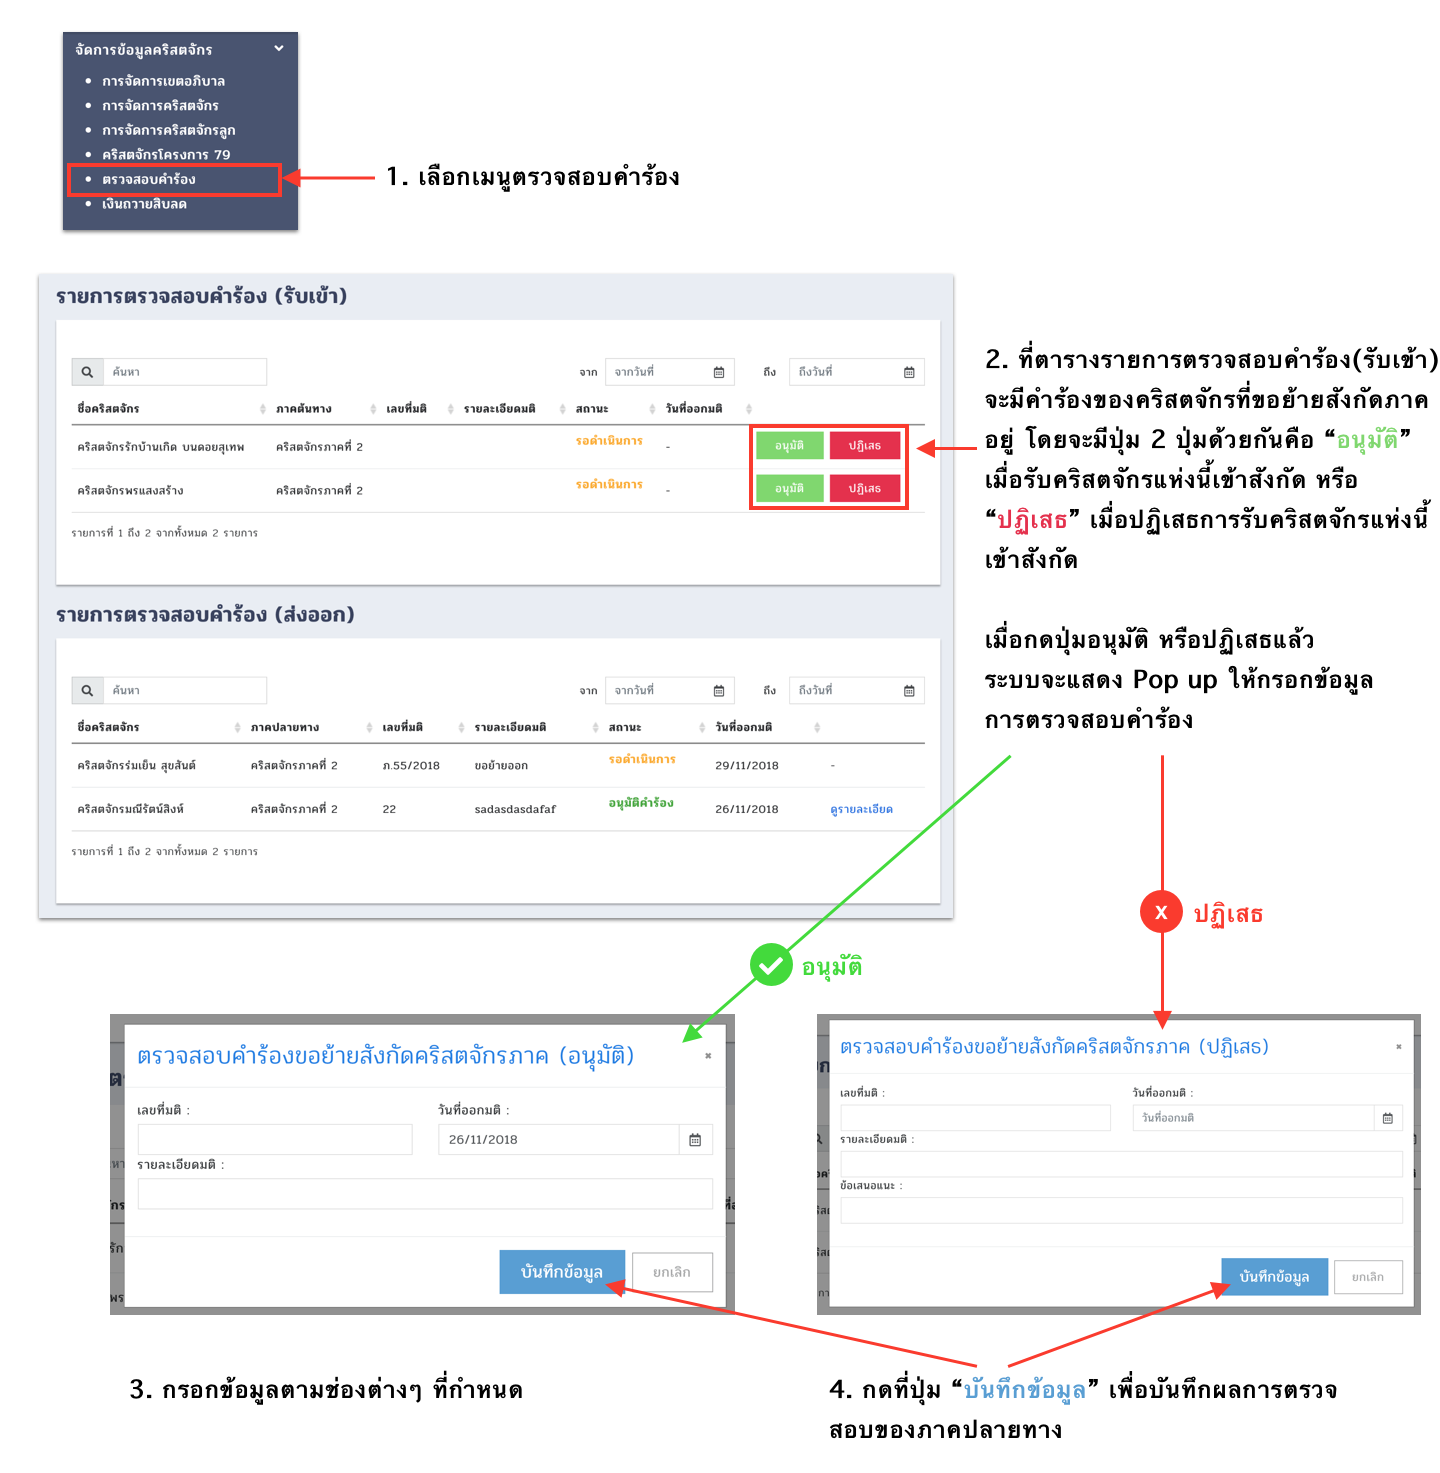 จัดการข้อมูลคริสตจักร
การจัดการเขตอภิบาล
การจัดการคริสตจักร
การจัดการคริสตจักรลูก
คริสตจักรโครงการ 79
ตรวจสอบคำร้อง
เงินถวายสิบลด
1. เลือกเมนูตรวจสอบคำร้อง
รายการตรวจสอบคำร้อง (รับเข้า)
ค้นหา จาก จากวันที่ ถึง ถึงวันที่
ชื่อคริสตจักร ภาคต้นทาง เลขที่มติ รายละเอียดมติ สถานะ วันที่ออกมติ
คริสตจักรรักบ้านเกิด บนดอยสุเทพ คริสตจักรภาคที่ 2 รอดำเนินการ - อนุมัติ ปฏิเสธ
คริสตจักรพรแสงสร้าง คริสตจักรภาคที่ 2 รอดำเนินการ - อนุมัติ ปฏิเสธ
รายการที่ 1 ถึง 2 จากทั้งหมด 2 รายการ
2. ที่ตารางรายการตรวจสอบคำร้อง(รับเข้า)
จะมีคำร้องของคริสตจักรที่ขอย้ายสังกัดภาค
อยู่ โดยจะมีปุ่ม 2 ปุ่มด้วยกันคือ “อนุมัติ”
เมื่อรับคริสตจักรแห่งนี้เข้าสังกัด หรือ
“ปฏิเสธ” เมื่อปฏิเสธการรับคริสตจักรแห่งนี้
เข้าสังกัด
เมื่อกดปุ่มอนุมัติ หรือปฏิเสธแล้ว
ระบบจะแสดง Pop up ให้กรอกข้อมูล
การตรวจสอบคำร้อง
รายการตรวจสอบคำร้อง (ส่งออก)
ค้นหา จาก จากวันที่ ถึง ถึงวันที่
ชื่อคริสตจักร ภาคปลายทาง เลขที่มติ รายละเอียดมติ สถานะ วันที่ออกมติ
คริสตจักรร่มเย็น สุขสันต์ คริสตจักรภาคที่ 2 ภ.55/2018 ขอย้ายออก รอดำเนินการ 29/11/2018 -
คริสตจักรมณีรัตน์สิงห์ คริสตจักรภาคที่ 2 22 sadasdasdafaf อนุมัติคำร้อง 26/11/2018 ดูรายละเอียด
รายการที่ 1 ถึง 2 จากทั้งหมด 2 รายการ
x ปฏิเสธ
อนุมัติ
ตรวจสอบคำร้องขอย้ายสังกัดคริสตจักรภาค (อนุมัติ) ×
เลขที่มติ : วันที่ออกมติ :
26/11/2018
รายละเอียดมติ :
บันทึกข้อมูล ยกเลิก
ตรวจสอบคำร้องขอย้ายสังกัดคริสตจักรภาค (ปฏิเสธ) ×
เลขที่มติ : วันที่ออกมติ :
วันที่ออกมติ
รายละเอียดมติ :
ข้อเสนอแนะ :
บันทึกข้อมูล ยกเลิก
3. กรอกข้อมูลตามช่องต่างๆ ที่กำหนด
4. กดที่ปุ่ม “บันทึกข้อมูล” เพื่อบันทึกผลการตรวจ
สอบของภาคปลายทาง